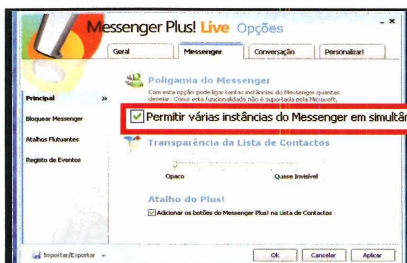 Messenger Plus! Live Opções
Geral Messenger Conversação Personalizar!
Poligamia do Messenger
Com esta opção pode ligar tantas instâncias do Messenger quantas
desejar. Como esta funcionalidade não é suportada pela Microsoft,
Principal »
Permitir várias instâncias do Messenger em simultân
Bloquear Messenger
Transparência da Lista de Contactos
Atalhos Flutuantes
Registo de Eventos
Opaco Quase Invisível
Atalho do Plus!
Adicionar os botões do Messenger Plus! na Lista de Contactos
Importar/Exportar Ok Cancelar Aplicar